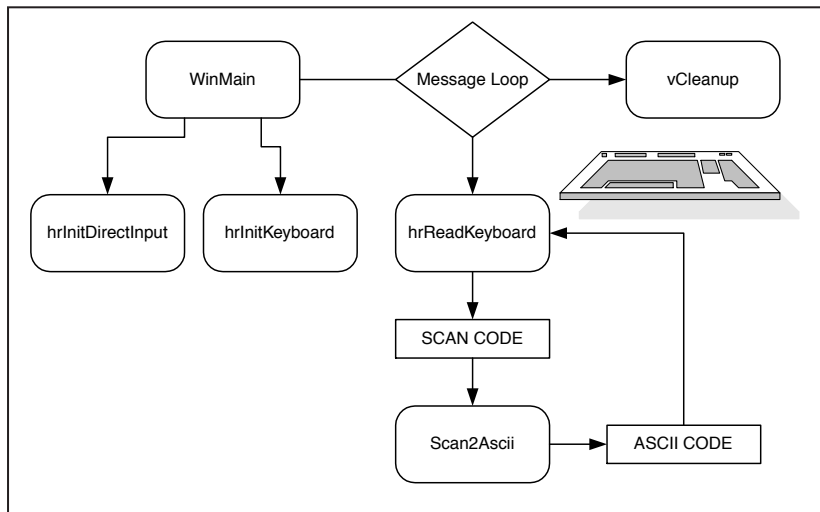 WinMain
Message Loop
vCleanup
hrInitDirectInput
hrInitKeyboard
hrReadKeyboard
SCAN CODE
Scan2Ascii
ASCII CODE